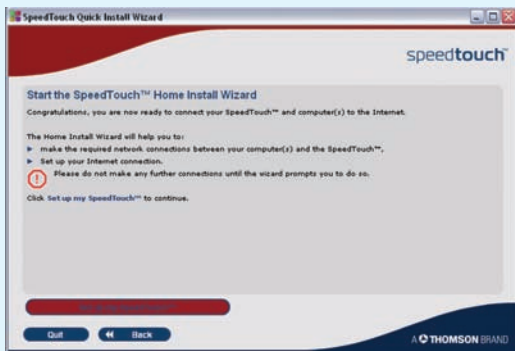 SpeedTouch Quick Install Wizard
speedtouch™
Start the SpeedTouch™ Home Install Wizard
Congratulations, you are now ready to connect your SpeedTouch™ and computer(s) to the Internet.
The Home Install Wizard will help you to:
make the required network connections between your computer(s) and the SpeedTouch™.
Set up your Internet connection.
Please do not make any further connections until the wizard prompts you to do so.
Click Set up my SpeedTouch™ to continue.
Quit
Back
A THOMSON BRAND